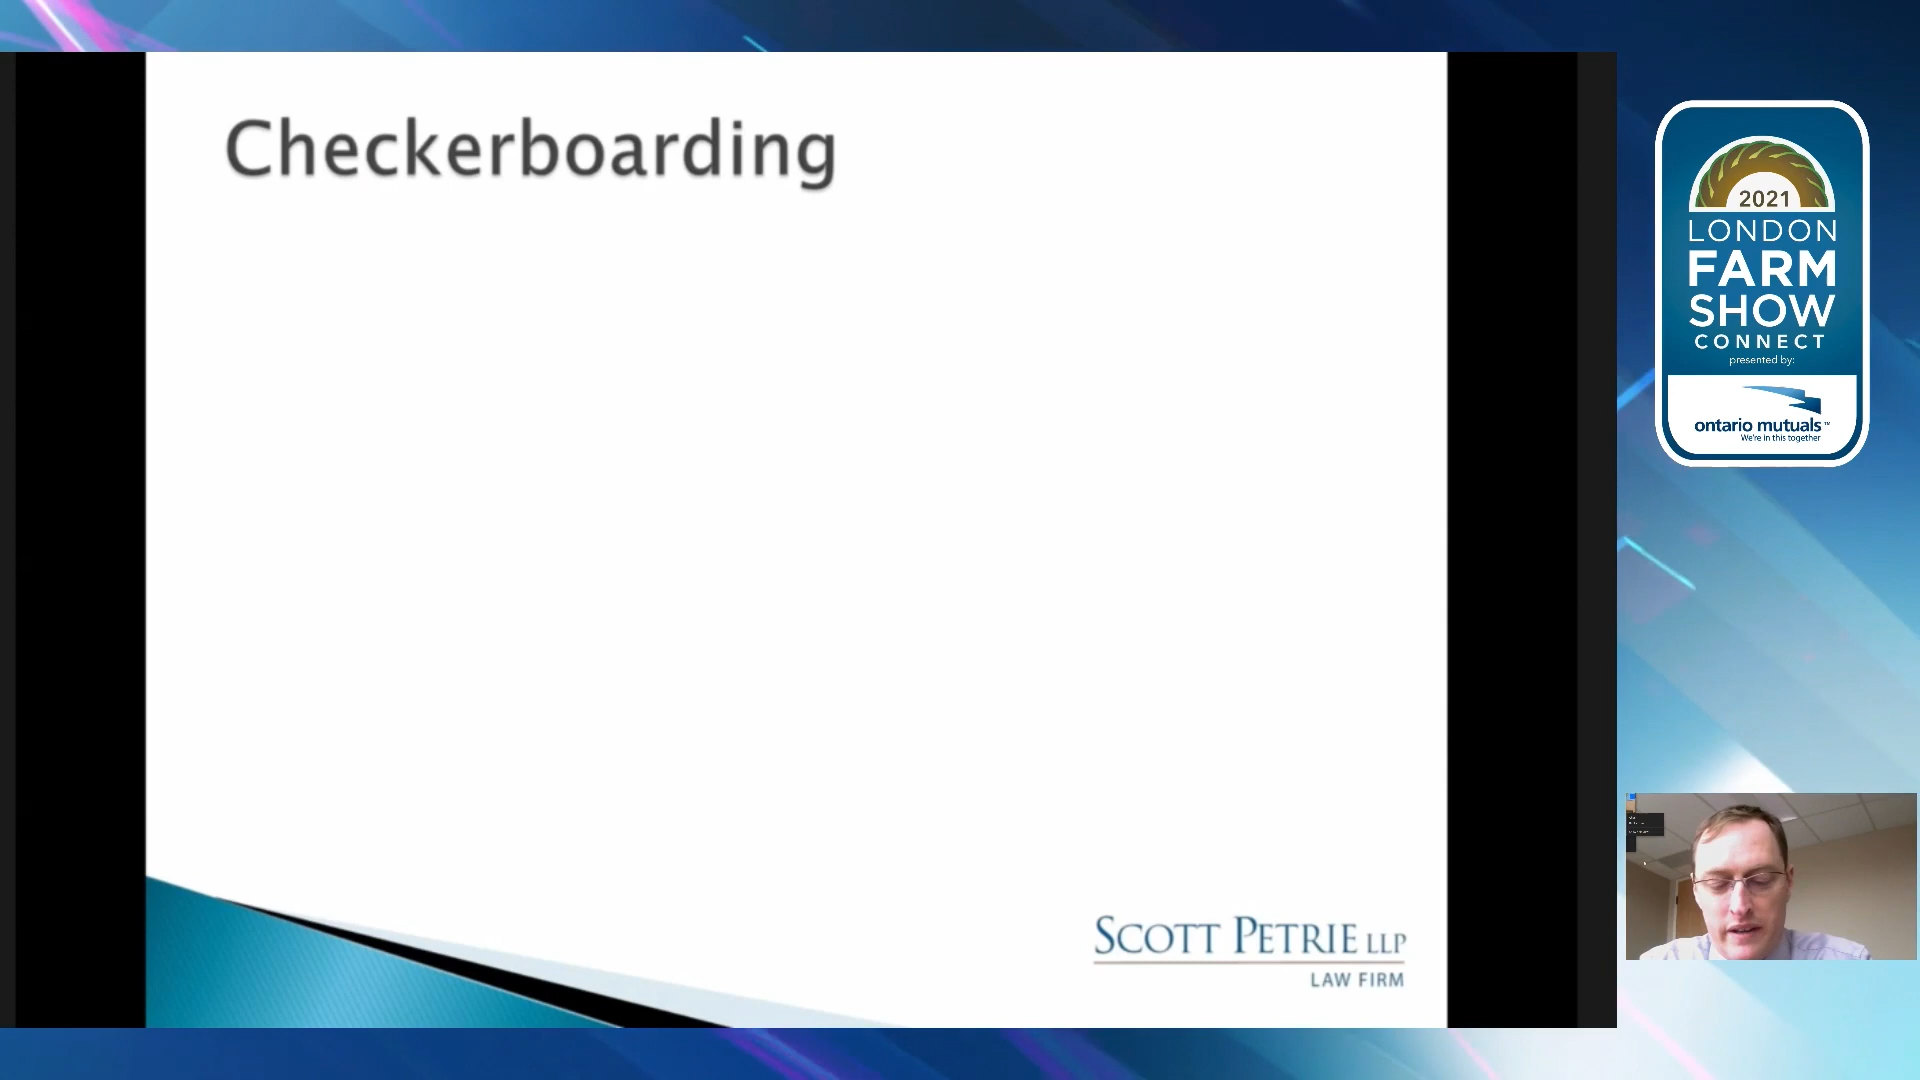 Checkerboarding
SCOTT PETRIE LLP
LAW FIRM
2021
LONDON
FARM
SHOW
CONNECT
presented by:
ontario mutuals™
We're in this together